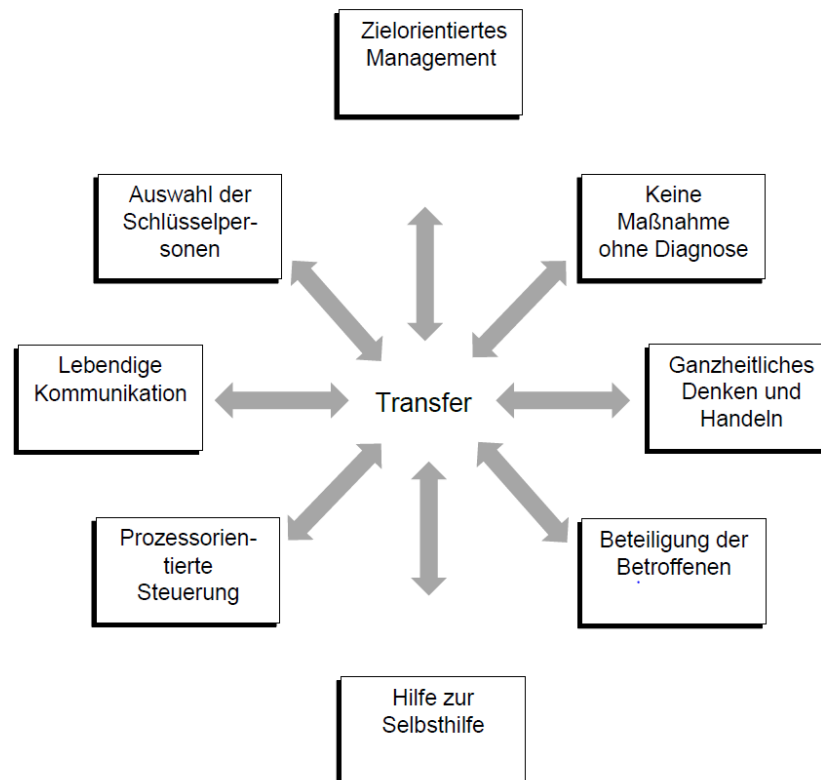 Zielorientiertes
Management
Auswahl der
Schlüsselper-
sonen
Keine
Maßnahme
ohne Diagnose
Lebendige
Kommunikation
Transfer
Ganzheitliches
Denken und
Handeln
Prozessorien-
tierte
Steuerung
Beteiligung der
Betroffenen
Hilfe zur
Selbsthilfe